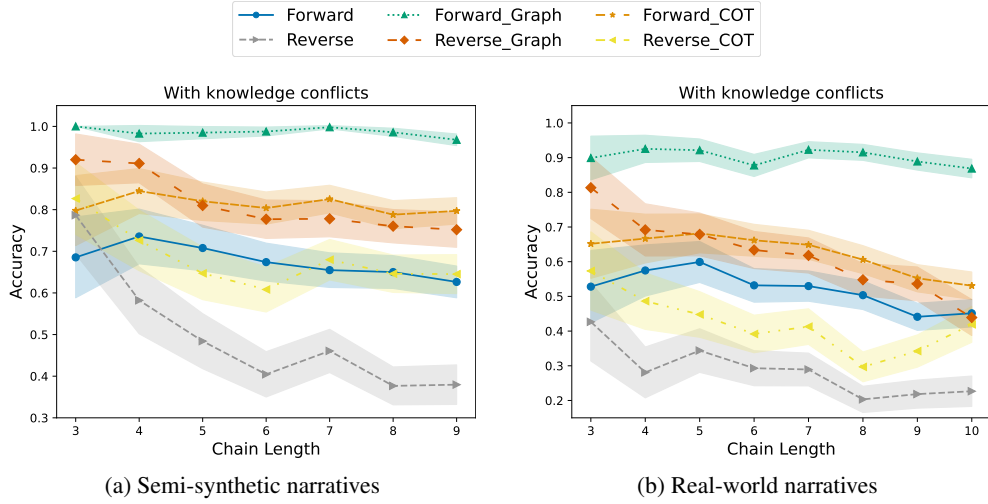 Forward Forward_Graph Forward_COT
Reverse Reverse_Graph Reverse_COT
With knowledge conflicts
1.0
0.9
0.8
0.7
0.6
0.5
0.4
0.3
Accuracy
3 4 5 6 7 8 9
Chain Length
(a) Semi-synthetic narratives
With knowledge conflicts
1.0
0.9
0.8
0.7
0.6
0.5
0.4
0.3
0.2
Accuracy
3 4 5 6 7 8 9 10
Chain Length
(b) Real-world narratives